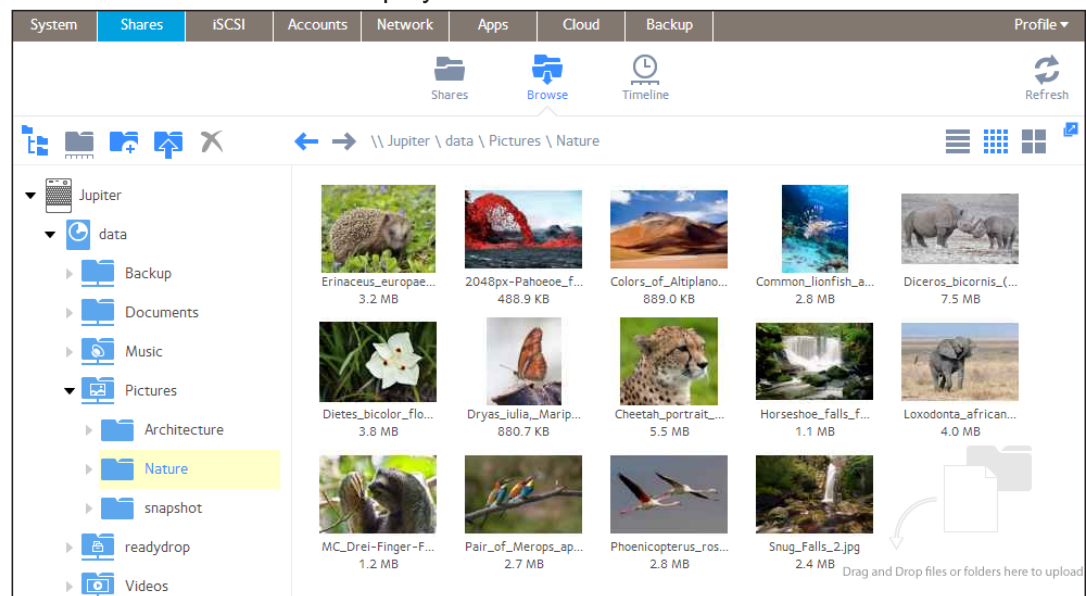 System Shares iSCSI Accounts Network Apps Cloud Backup Profile ▾
Shares Browse Timeline Refresh
\\ Jupiter \ data \ Pictures \ Nature
Jupiter
data
Backup
Documents
Music
Pictures
Architecture
Nature
snapshot
readydrop
Videos
Erinaceus_europae... 2048px-Pahoeoe_f... Colors_of_Altiplano... Common_lionfish_a... Diceros_bicornis_(...
3.2 MB 488.9 KB 889.0 KB 2.8 MB 7.5 MB
Dietes_bicolor_flo... Dryas_iulia,_Marip... Cheetah_portrait_... Horseshoe_falls_f... Loxodonta_african...
3.8 MB 880.7 KB 5.5 MB 1.1 MB 4.0 MB
MC_Drei-Finger-F... Pair_of_Merops_ap... Phoenicopterus_ros... Snug_Falls_2.jpg
1.2 MB 2.7 MB 2.8 MB 2.4 MB
Drag and Drop files or folders here to upload